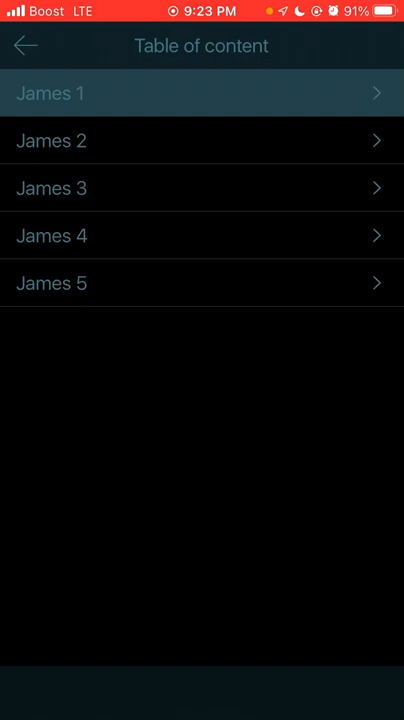 Boost LTE 9:23 PM 91%
Table of content
James 1
James 2
James 3
James 4
James 5